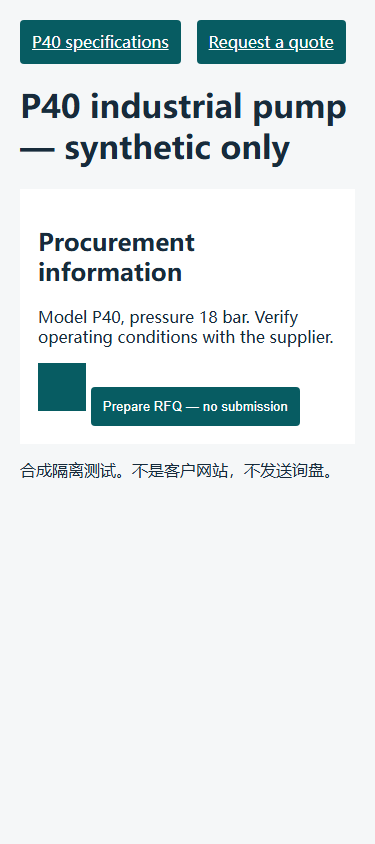 P40 specifications
Request a quote
P40 industrial pump
— synthetic only
Procurement
information
Model P40, pressure 18 bar. Verify
operating conditions with the supplier.
Prepare RFQ — no submission
合成隔离测试。不是客户网站，不发送询盘。